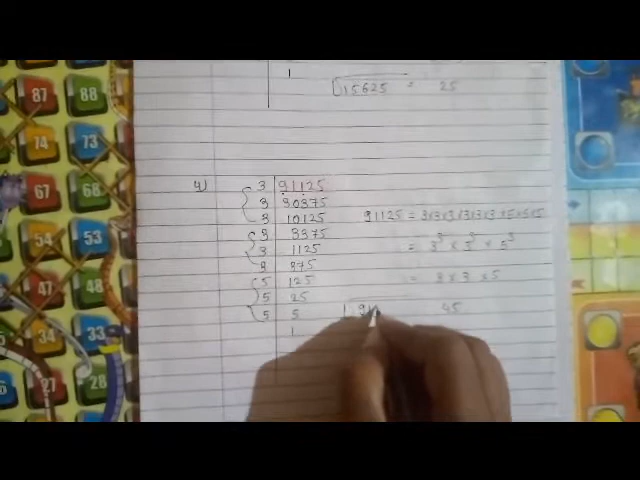 1
√15625 = 25
4)
3 | 91125
3 | 30375
3 | 10125 91125 = 3×3×3×3×3×3×5×5×5
3 | 3375
3 | 1125 = 3³ × 3³ × 5³
3 | 375
5 | 125 = 3 × 3 × 5
5 | 25
5 | 5 45
1
87 88
74 73
67 68
54 53
47 48
34
27 28